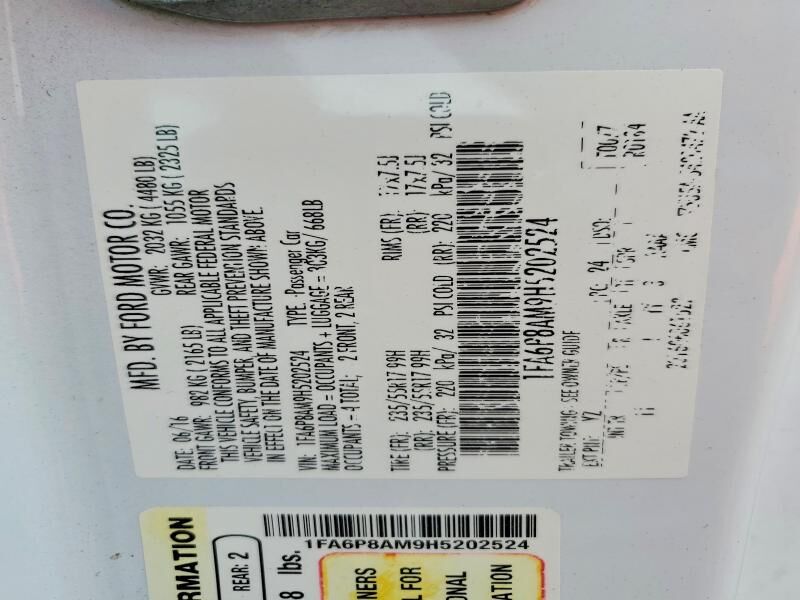 MFD. BY FORD MOTOR CO.
DATE: 06/16 GVWR: 2032 KG ( 4480 LB)
FRONT GAWR: 982 KG ( 2165 LB) REAR GAWR: 1055 KG ( 2325 LB)
THIS VEHICLE CONFORMS TO ALL APPLICABLE FEDERAL MOTOR
VEHICLE SAFETY, BUMPER, AND THEFT PREVENTION STANDARDS
IN EFFECT ON THE DATE OF MANUFACTURE SHOWN ABOVE.
VIN: 1FA6P8AM9H5202524 TYPE: Passenger Car
MAXIMUM LOAD = OCCUPANTS + LUGGAGE = 303KG/ 668LB
OCCUPANTS = 4 TOTAL; 2 FRONT, 2 REAR
TIRE (FR): 235/55R17 99H RIMS (FR): 17x7.5J
(RR): 235/55R17 99H (RR): 17x7.5J
PRESSURE (FR): 220 kPa/ 32 PSI COLD (RR): 220 kPa/ 32 PSI COLD
1FA6P8AM9H5202524
TRAILER TOWING - SEE OWNER GUIDE
EXT PNT: YZ
RMATION
REAR: 2
8 lbs.
1FA6P8AM9H5202524
NERS
L FOR
ONAL
ATION